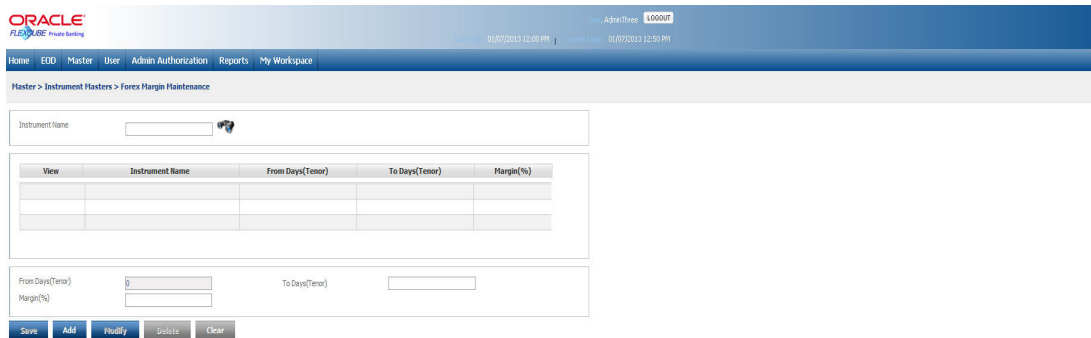 ORACLE
FLEXCUBE Private Banking
User, AdminThree LOGOUT
01/07/2013 12:00 PM | 01/07/2013 12:50 PM
Home EOD Master User Admin Authorization Reports My Workspace
Master > Instrument Masters > Forex Margin Maintenance
Instrument Name
View Instrument Name From Days(Tenor) To Days(Tenor) Margin(%)
From Days(Tenor) 0 To Days(Tenor)
Margin(%)
Save Add Modify Delete Clear